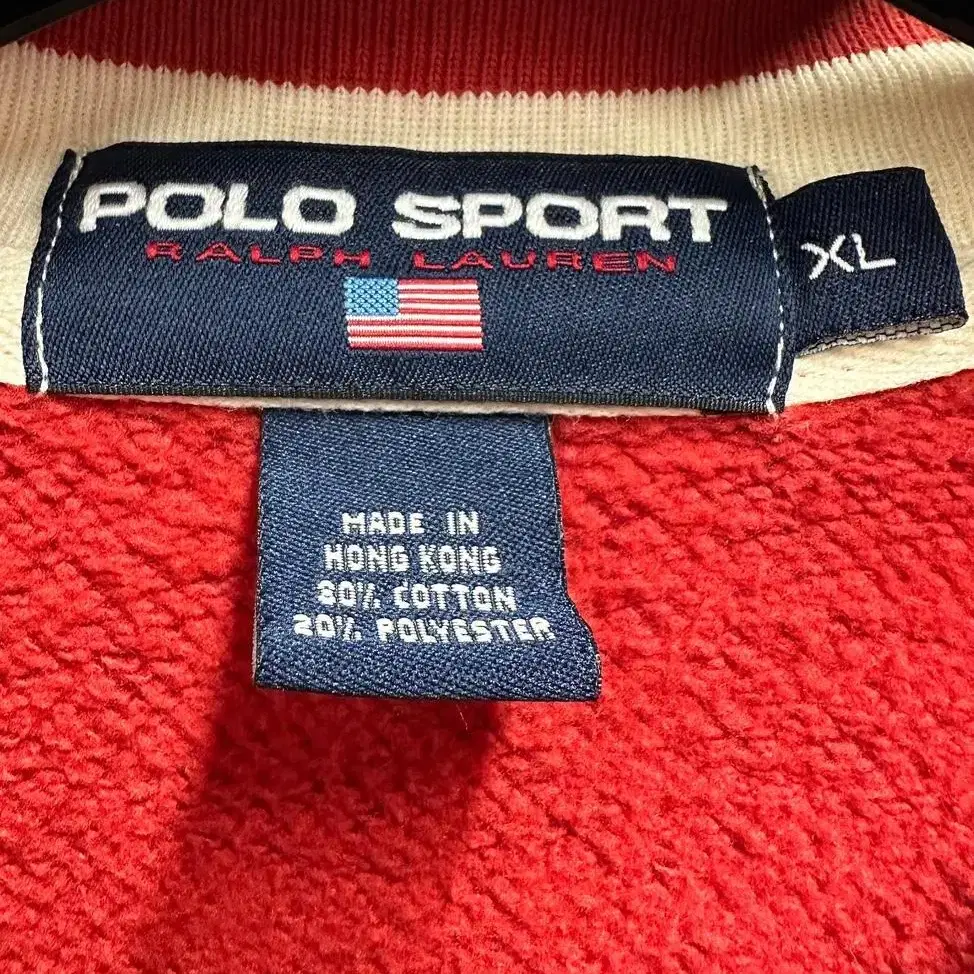 POLO SPORT
RALPH LAUREN
XL
MADE IN
HONG KONG
80% COTTON
20% POLYESTER